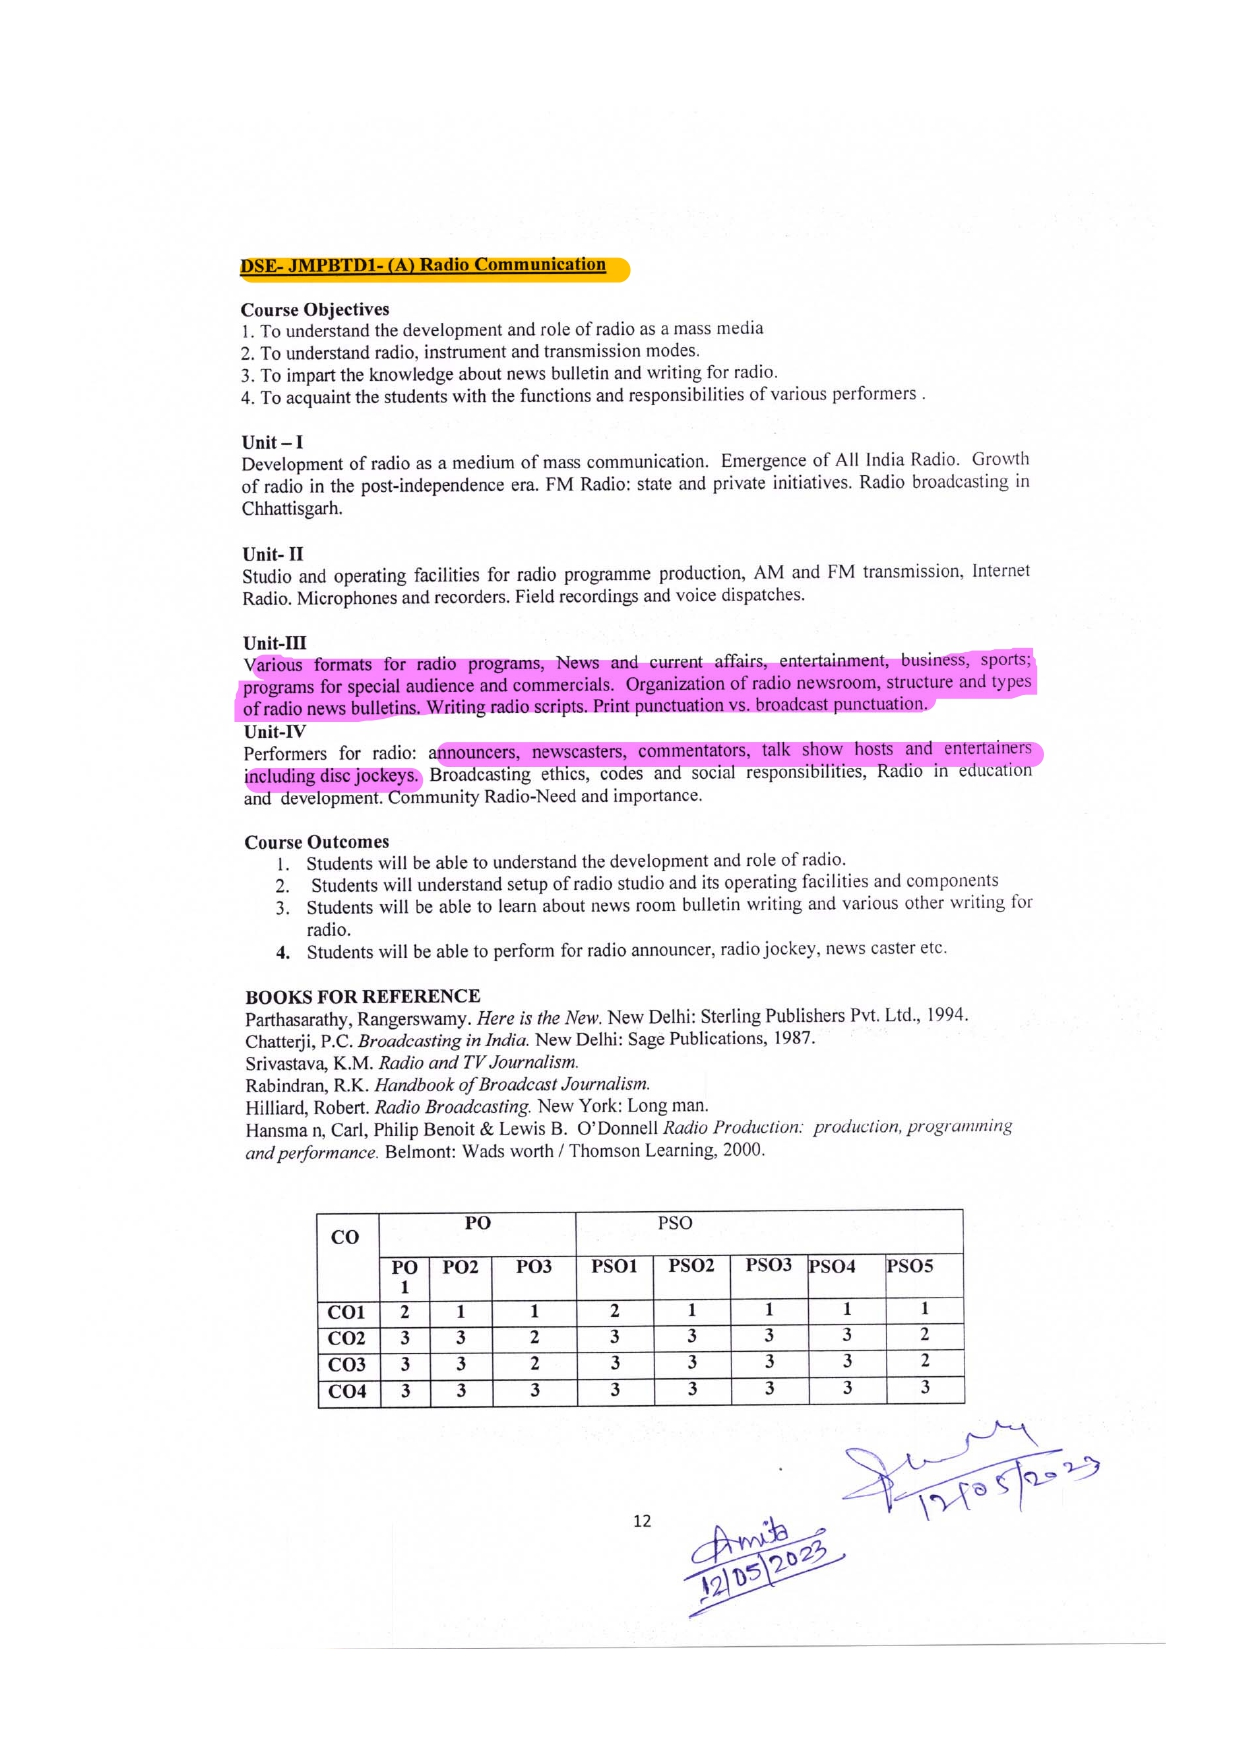 DSE- JMPBTD1- (A) Radio Communication
Course Objectives
1. To understand the development and role of radio as a mass media
2. To understand radio, instrument and transmission modes.
3. To impart the knowledge about news bulletin and writing for radio.
4. To acquaint the students with the functions and responsibilities of various performers .
Unit – I
Development of radio as a medium of mass communication. Emergence of All India Radio. Growth
of radio in the post-independence era. FM Radio: state and private initiatives. Radio broadcasting in
Chhattisgarh.
Unit- II
Studio and operating facilities for radio programme production, AM and FM transmission, Internet
Radio. Microphones and recorders. Field recordings and voice dispatches.
Unit-III
Various formats for radio programs, News and current affairs, entertainment, business, sports;
programs for special audience and commercials. Organization of radio newsroom, structure and types
of radio news bulletins. Writing radio scripts. Print punctuation vs. broadcast punctuation.
Unit-IV
Performers for radio: announcers, newscasters, commentators, talk show hosts and entertainers
including disc jockeys. Broadcasting ethics, codes and social responsibilities, Radio in education
and development. Community Radio-Need and importance.
Course Outcomes
1. Students will be able to understand the development and role of radio.
2. Students will understand setup of radio studio and its operating facilities and components
3. Students will be able to learn about news room bulletin writing and various other writing for
radio.
4. Students will be able to perform for radio announcer, radio jockey, news caster etc.
BOOKS FOR REFERENCE
Parthasarathy, Rangerswamy. Here is the New. New Delhi: Sterling Publishers Pvt. Ltd., 1994.
Chatterji, P.C. Broadcasting in India. New Delhi: Sage Publications, 1987.
Srivastava, K.M. Radio and TV Journalism.
Rabindran, R.K. Handbook of Broadcast Journalism.
Hilliard, Robert. Radio Broadcasting. New York: Long man.
Hansma n, Carl, Philip Benoit & Lewis B. O'Donnell Radio Production: production, programming
and performance. Belmont: Wads worth / Thomson Learning, 2000.
CO PO PSO
PO 1 PO2 PO3 PSO1 PSO2 PSO3 PSO4 PSO5
CO1 2 1 1 2 1 1 1 1
CO2 3 3 2 3 3 3 3 2
CO3 3 3 2 3 3 3 3 2
CO4 3 3 3 3 3 3 3 3
12/05/2023
12
Amita
12/05/2023